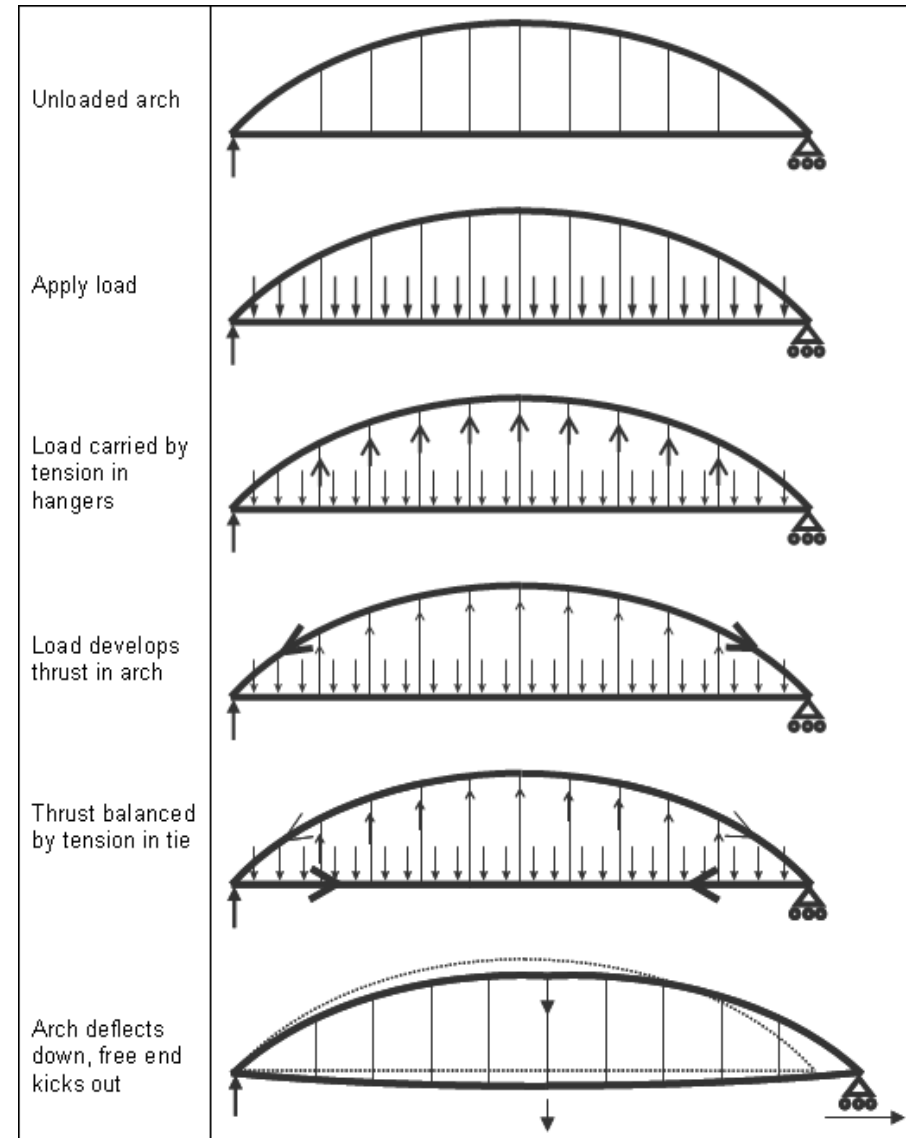 Unloaded arch
Apply load
Load carried by
tension in
hangers
Load develops
thrust in arch
Thrust balanced
by tension in tie
Arch deflects
down, free end
kicks out